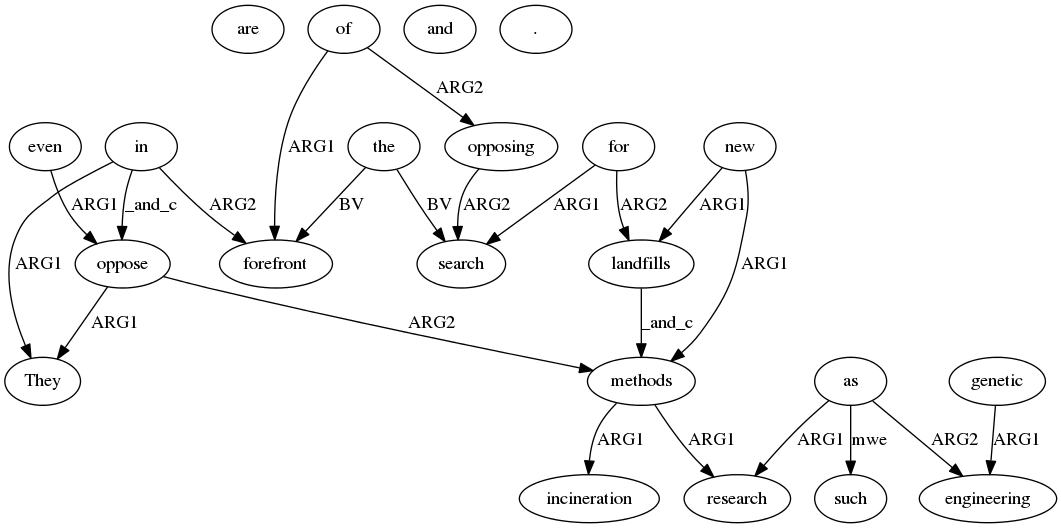 are of and .
ARG2
even in ARG1 the opposing for new
ARG1 _and_c ARG2 BV BV ARG2 ARG1 ARG2 ARG1
ARG1 oppose forefront search landfills ARG1
ARG1 ARG2 _and_c
They methods as genetic
ARG1 ARG1 ARG1 mwe ARG2 ARG1
incineration research such engineering